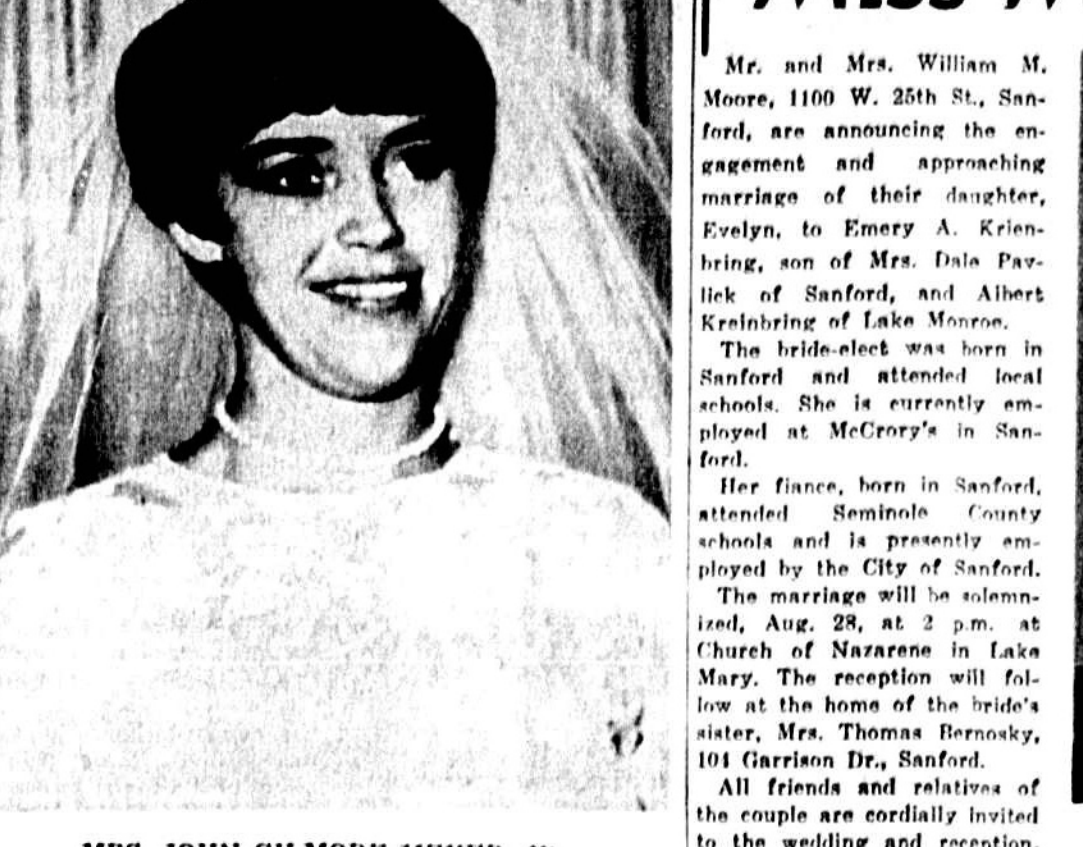 Mr. and Mrs. William M.
Moore, 1100 W. 25th St., San-
ford, are announcing the en-
gagement and approaching
marriage of their daughter,
Evelyn, to Emery A. Krien-
bring, son of Mrs. Dale Pav-
lick of Sanford, and Albert
Kreinbring of Lake Monroe.
The bride-elect was born in
Sanford and attended local
schools. She is currently em-
ployed at McCrory's in San-
ford.
Her fiance, born in Sanford,
attended Seminole County
schools and is presently em-
ployed by the City of Sanford.
The marriage will be solemn-
ized, Aug. 28, at 2 p.m. at
Church of Nazarene in Lake
Mary. The reception will fol-
low at the home of the bride's
sister, Mrs. Thomas Bernosky,
101 Garrison Dr., Sanford.
All friends and relatives of
the couple are cordially invited
to the wedding and reception.